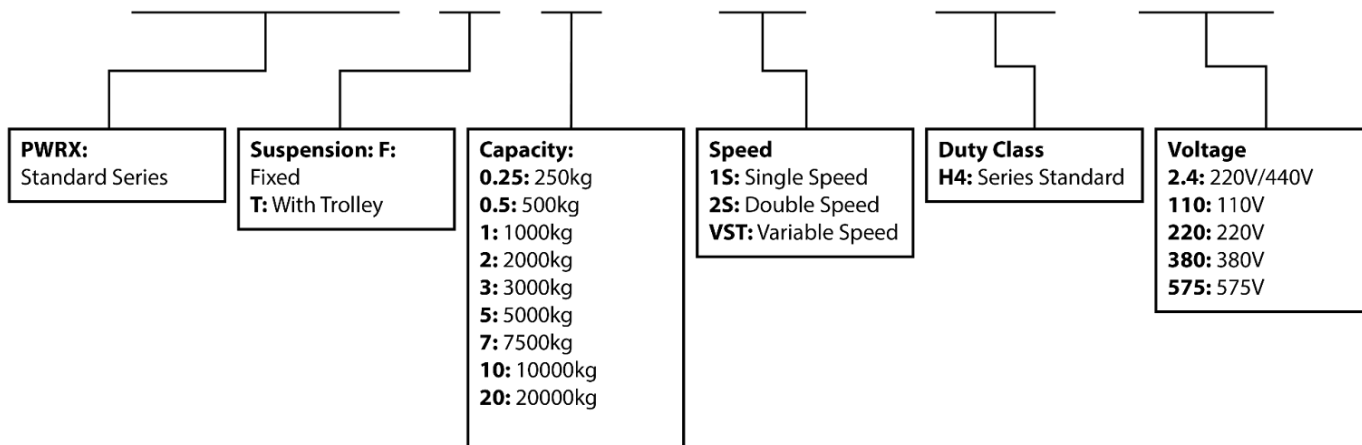 PWRX:
Standard Series
Suspension: F:
Fixed
T: With Trolley
Capacity:
0.25: 250kg
0.5: 500kg
1: 1000kg
2: 2000kg
3: 3000kg
5: 5000kg
7: 7500kg
10: 10000kg
20: 20000kg
Speed
1S: Single Speed
2S: Double Speed
VST: Variable Speed
Duty Class
H4: Series Standard
Voltage
2.4: 220V/440V
110: 110V
220: 220V
380: 380V
575: 575V